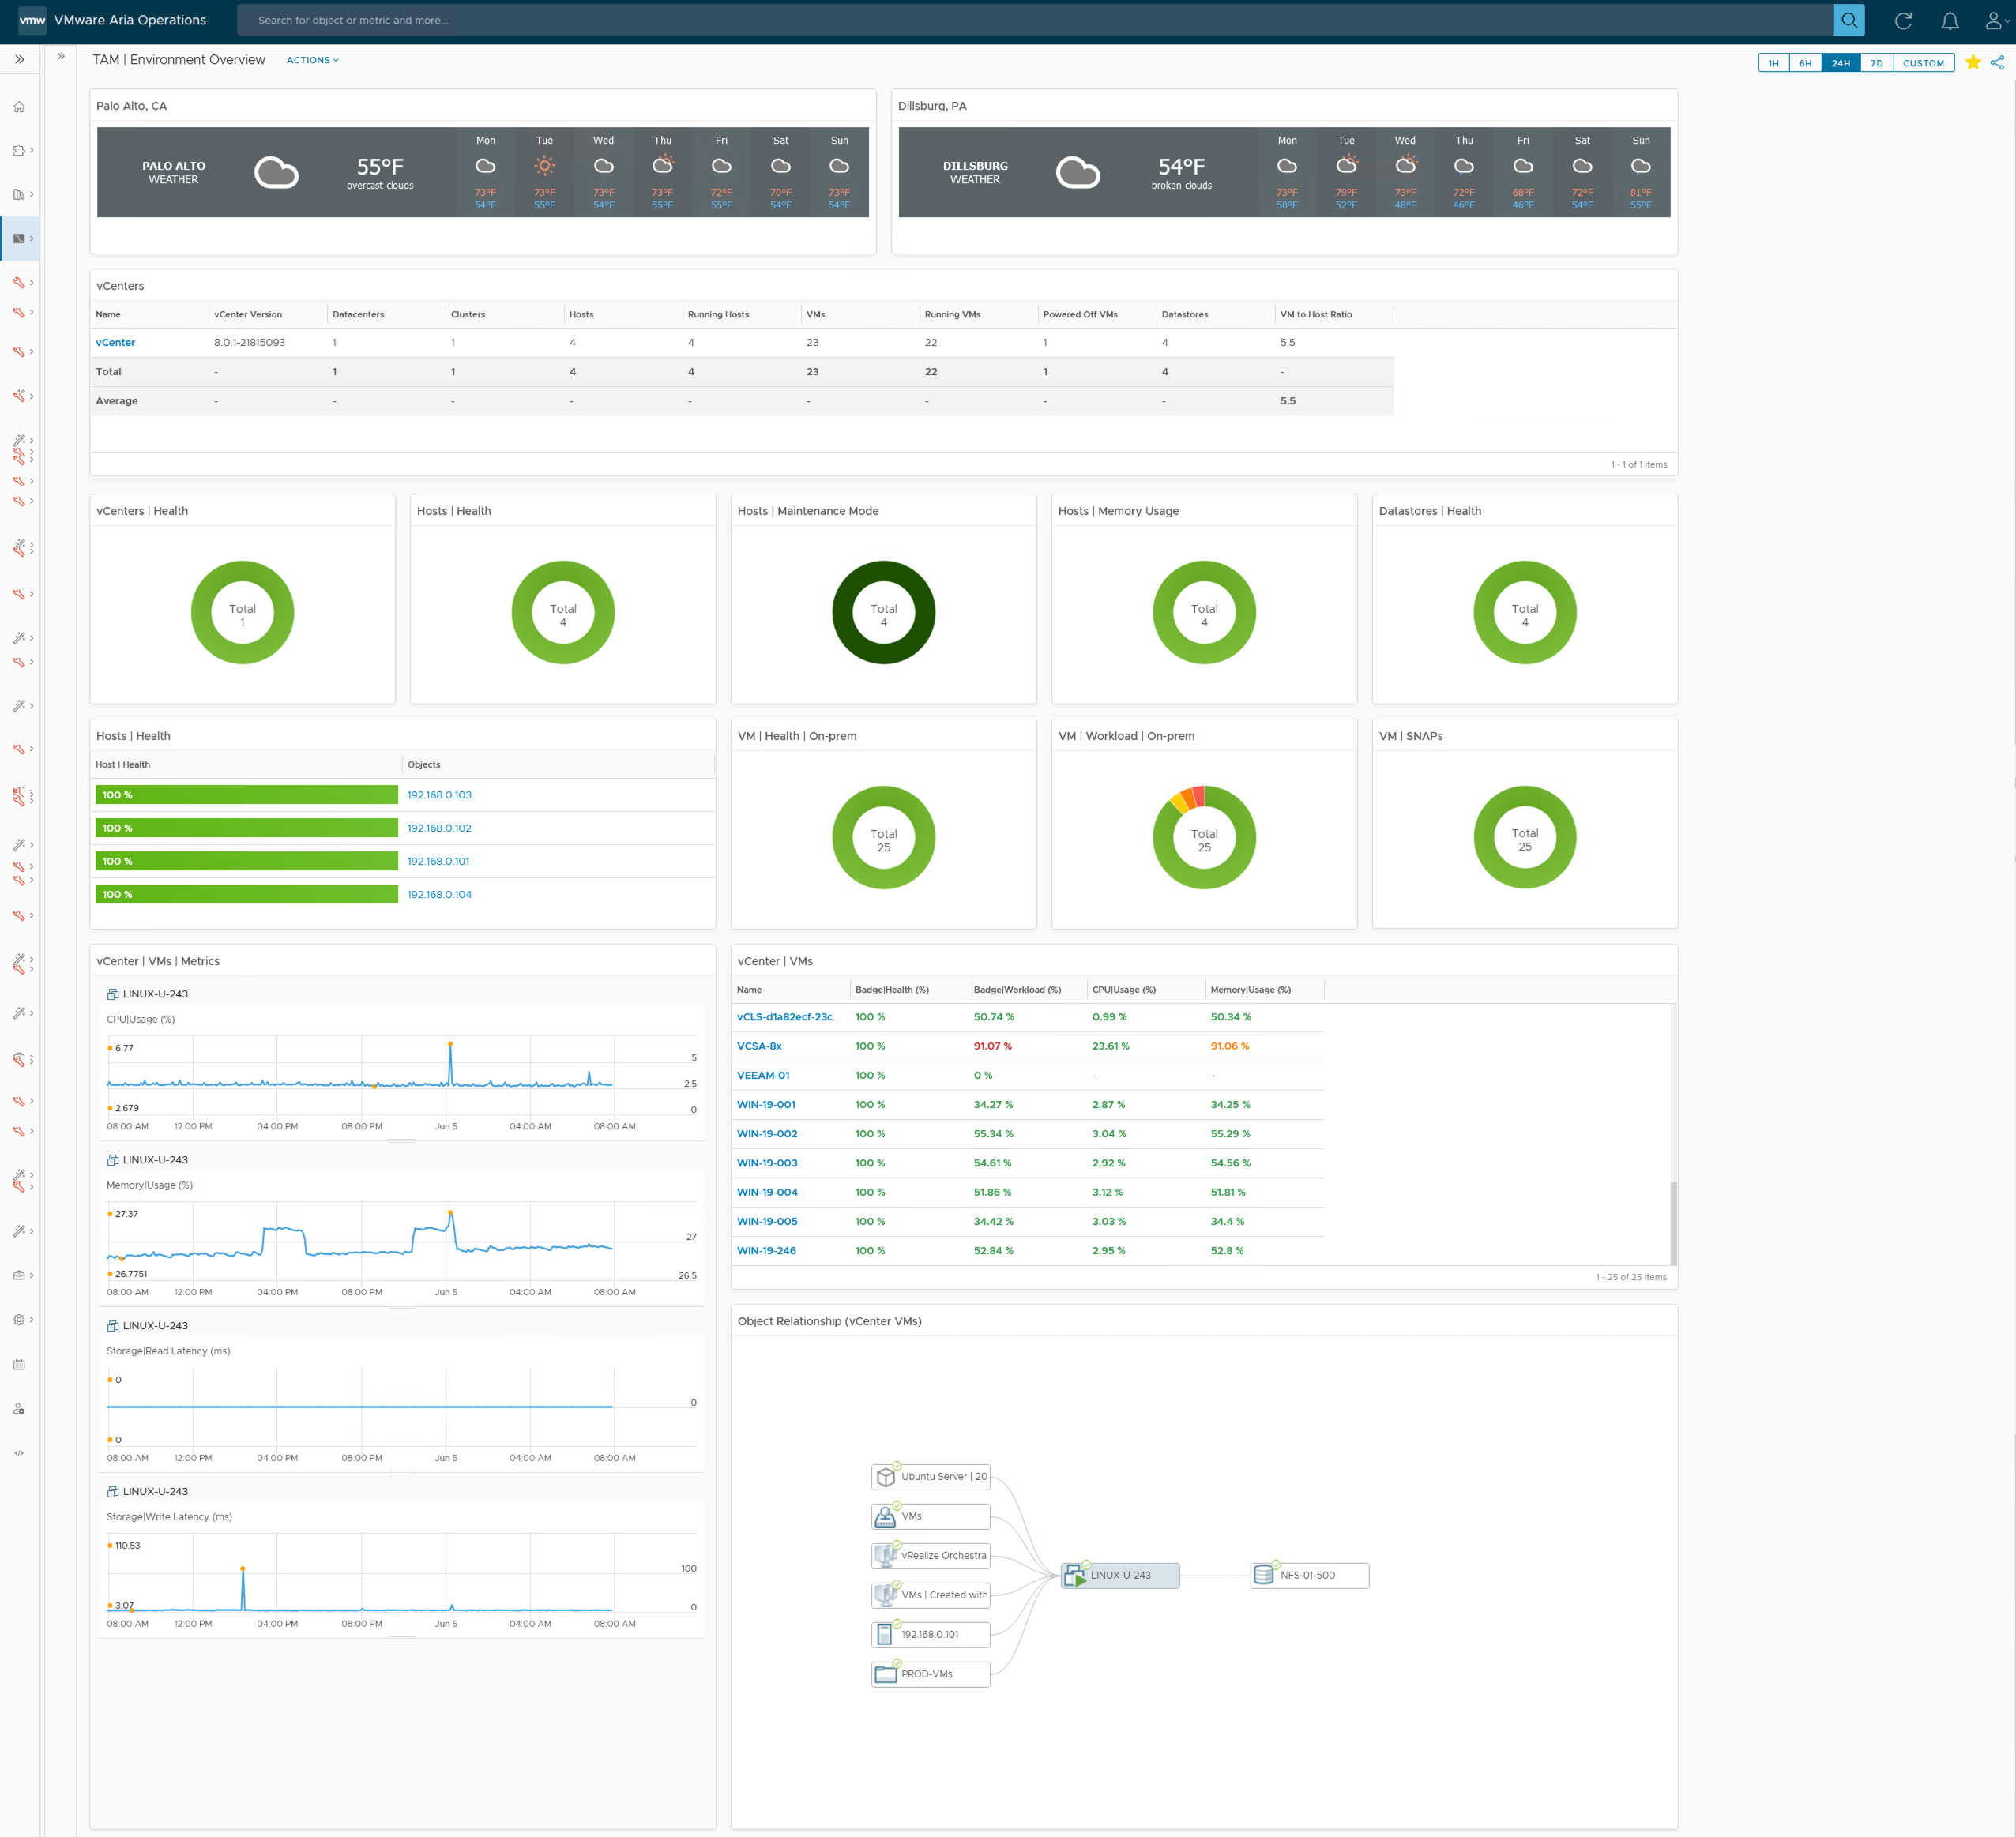 vmw VMware Aria Operations Search for object or metric and more...
TAM | Environment Overview ACTIONS
1H 6H 24H 7D CUSTOM
Palo Alto, CA
PALO ALTO
WEATHER
55°F
overcast clouds
Mon Tue Wed Thu Fri Sat Sun
73°F 73°F 73°F 73°F 72°F 70°F 73°F
54°F 55°F 54°F 55°F 55°F 54°F 54°F
Dillsburg, PA
DILLSBURG
WEATHER
54°F
broken clouds
Mon Tue Wed Thu Fri Sat Sun
73°F 79°F 73°F 72°F 68°F 72°F 81°F
50°F 52°F 48°F 46°F 46°F 54°F 55°F
vCenters
Name vCenter Version Datacenters Clusters Hosts Running Hosts VMs Running VMs Powered Off VMs Datastores VM to Host Ratio
vCenter 8.0.1-21815093 1 1 4 4 23 22 1 4 5.5
Total - 1 1 4 4 23 22 1 4 -
Average - - - - - - - - - 5.5
1 - 1 of 1 items
vCenters | Health
Total
1
Hosts | Health
Total
4
Hosts | Maintenance Mode
Total
4
Hosts | Memory Usage
Total
4
Datastores | Health
Total
4
Hosts | Health
Host | Health Objects
100 % 192.168.0.103
100 % 192.168.0.102
100 % 192.168.0.101
100 % 192.168.0.104
VM | Health | On-prem
Total
25
VM | Workload | On-prem
Total
25
VM | SNAPs
Total
25
vCenter | VMs | Metrics
LINUX-U-243
CPU|Usage (%)
6.77
5
2.5
2.679
0
08:00 AM 12:00 PM 04:00 PM 08:00 PM Jun 5 04:00 AM 08:00 AM
LINUX-U-243
Memory|Usage (%)
27.37
27
26.7751
26.5
08:00 AM 12:00 PM 04:00 PM 08:00 PM Jun 5 04:00 AM 08:00 AM
LINUX-U-243
Storage|Read Latency (ms)
0
0
0
08:00 AM 12:00 PM 04:00 PM 08:00 PM Jun 5 04:00 AM 08:00 AM
LINUX-U-243
Storage|Write Latency (ms)
110.53
100
3.07
0
08:00 AM 12:00 PM 04:00 PM 08:00 PM Jun 5 04:00 AM 08:00 AM
vCenter | VMs
Name Badge|Health (%) Badge|Workload (%) CPU|Usage (%) Memory|Usage (%)
vCLS-d1a82ecf-23c... 100 % 50.74 % 0.99 % 50.34 %
VCSA-8x 100 % 91.07 % 23.61 % 91.06 %
VEEAM-01 100 % 0 % - -
WIN-19-001 100 % 34.27 % 2.87 % 34.25 %
WIN-19-002 100 % 55.34 % 3.04 % 55.29 %
WIN-19-003 100 % 54.61 % 2.92 % 54.56 %
WIN-19-004 100 % 51.86 % 3.12 % 51.81 %
WIN-19-005 100 % 34.42 % 3.03 % 34.4 %
WIN-19-246 100 % 52.84 % 2.95 % 52.8 %
1 - 25 of 25 items
Object Relationship (vCenter VMs)
Ubuntu Server | 20
VMs
vRealize Orchestra
VMs | Created with
192.168.0.101
PROD-VMs
LINUX-U-243
NFS-01-500